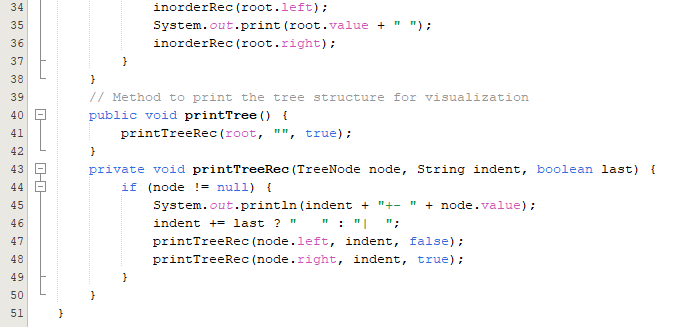 34 inorderRec(root.left);
35 System.out.print(root.value + " ");
36 inorderRec(root.right);
37 }
38 }
39 // Method to print the tree structure for visualization
40 public void printTree() {
41 printTreeRec(root, "", true);
42 }
43 private void printTreeRec(TreeNode node, String indent, boolean last) {
44 if (node != null) {
45 System.out.println(indent + "+- " + node.value);
46 indent += last ? "   " : "|  ";
47 printTreeRec(node.left, indent, false);
48 printTreeRec(node.right, indent, true);
49 }
50 }
51 }